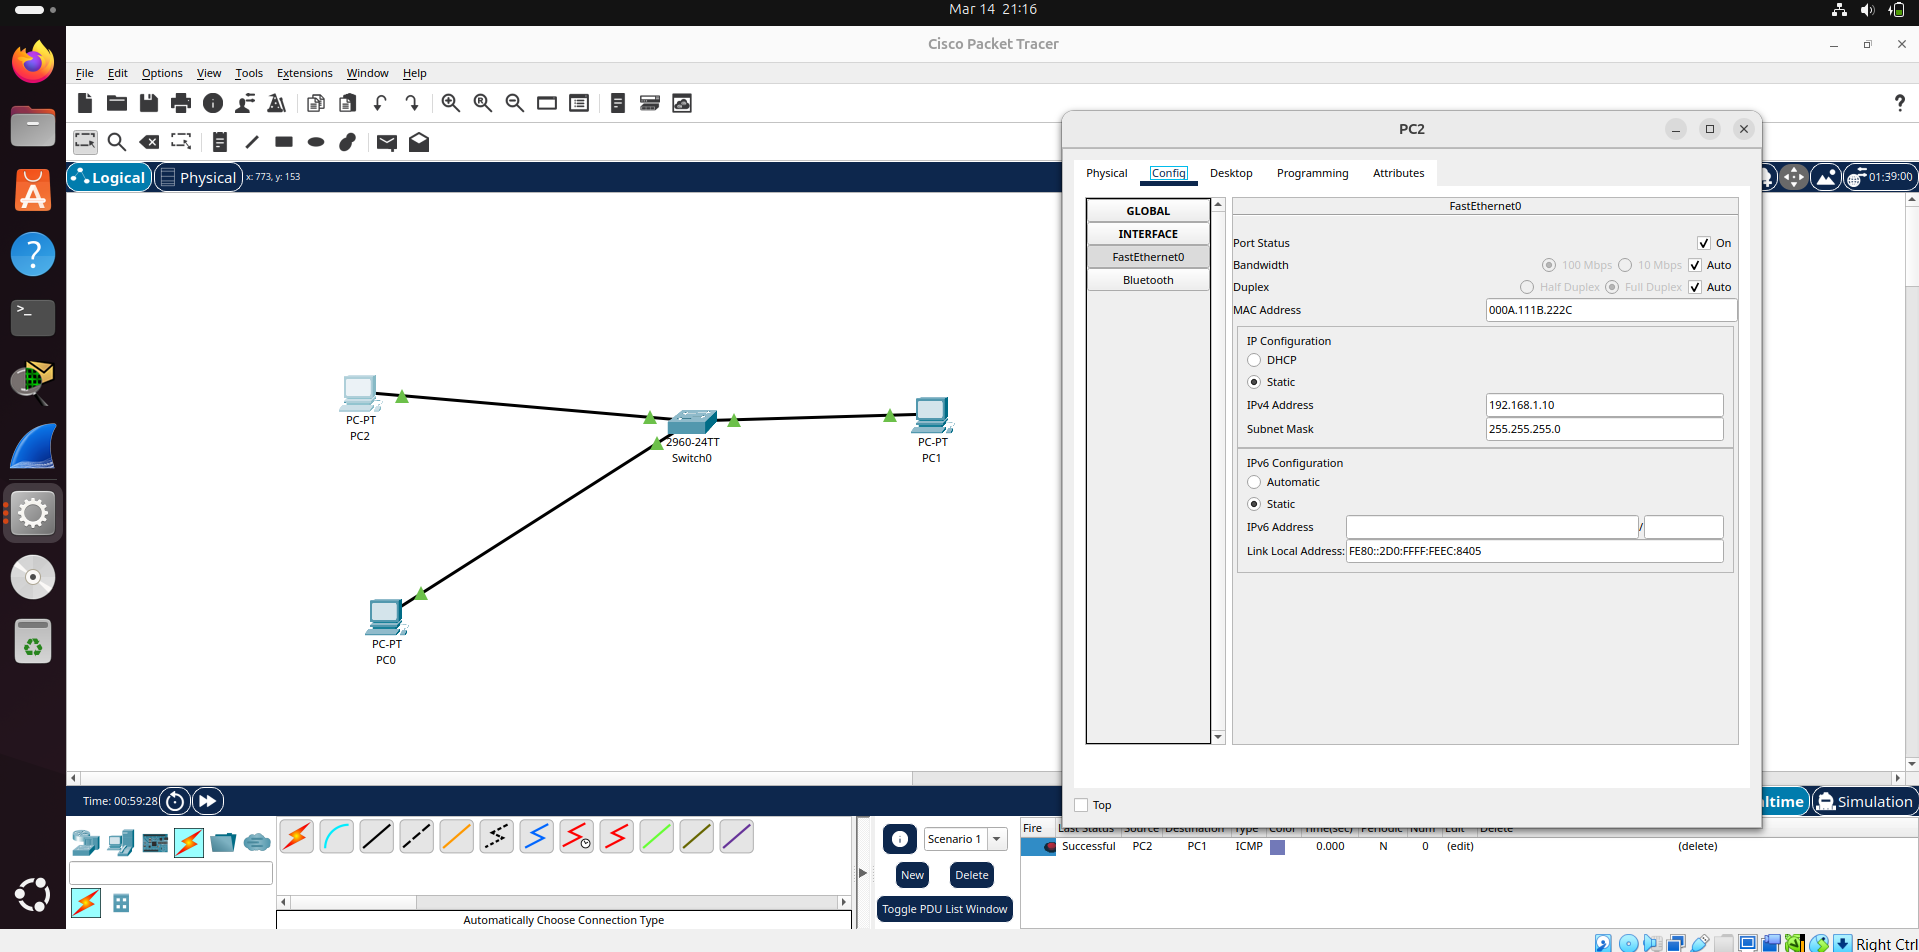 Mar 14 21:16
Cisco Packet Tracer
File Edit Options View Tools Extensions Window Help
?
Logical Physical x: 773, y: 153
01:39:00
PC-PT
PC2
2960-24TT
Switch0
PC-PT
PC1
PC-PT
PC0
PC2
Physical Config Desktop Programming Attributes
GLOBAL
INTERFACE
FastEthernet0
Bluetooth
FastEthernet0
Port Status On
Bandwidth 100 Mbps 10 Mbps Auto
Duplex Half Duplex Full Duplex Auto
MAC Address 000A.111B.222C
IP Configuration
DHCP
Static
IPv4 Address 192.168.1.10
Subnet Mask 255.255.255.0
IPv6 Configuration
Automatic
Static
IPv6 Address /
Link Local Address: FE80::2D0:FFFF:FEEC:8405
Top
Time: 00:59:28
ltime Simulation
Automatically Choose Connection Type
Scenario 1
New Delete
Toggle PDU List Window
Fire Last Status Source Destination Type Color Time(sec) Periodic Num Edit Delete
Successful PC2 PC1 ICMP 0.000 N 0 (edit) (delete)
Right Ctrl